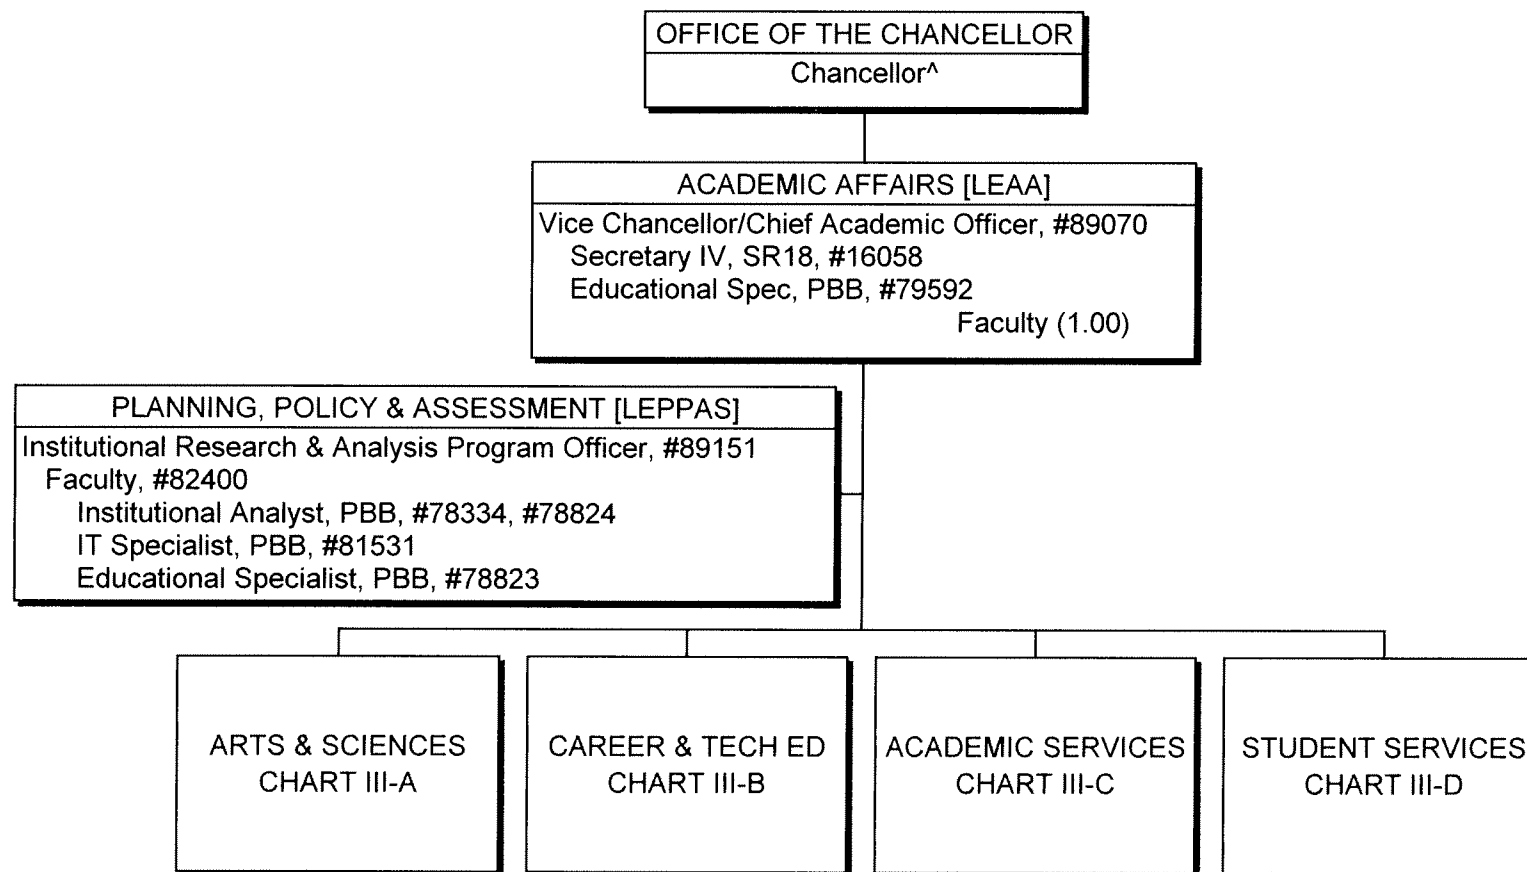 OFFICE OF THE CHANCELLOR
Chancellor^
ACADEMIC AFFAIRS [LEAA]
Vice Chancellor/Chief Academic Officer, #89070
Secretary IV, SR18, #16058
Educational Spec, PBB, #79592
Faculty (1.00)
PLANNING, POLICY & ASSESSMENT [LEPPAS]
Institutional Research & Analysis Program Officer, #89151
Faculty, #82400
Institutional Analyst, PBB, #78334, #78824
IT Specialist, PBB, #81531
Educational Specialist, PBB, #78823
ARTS & SCIENCES
CHART III-A
CAREER & TECH ED
CHART III-B
ACADEMIC SERVICES
CHART III-C
STUDENT SERVICES
CHART III-D